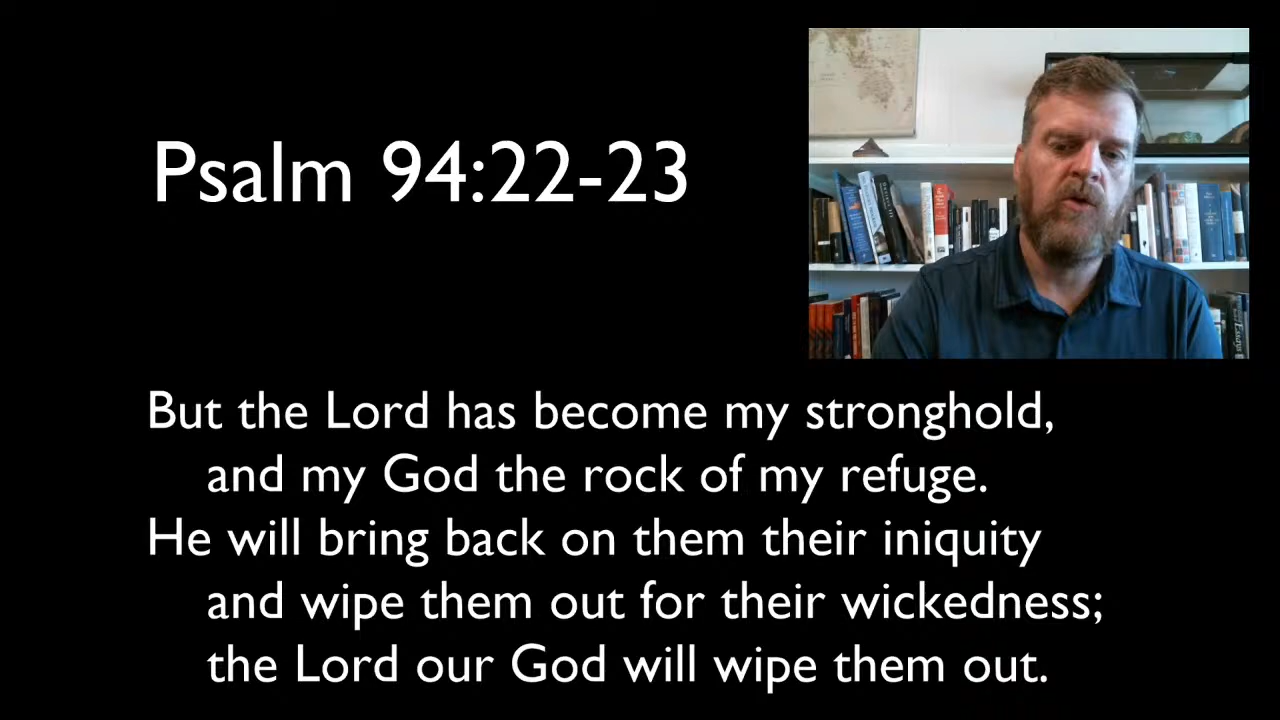 Psalm 94:22-23
But the Lord has become my stronghold,
and my God the rock of my refuge.
He will bring back on them their iniquity
and wipe them out for their wickedness;
the Lord our God will wipe them out.